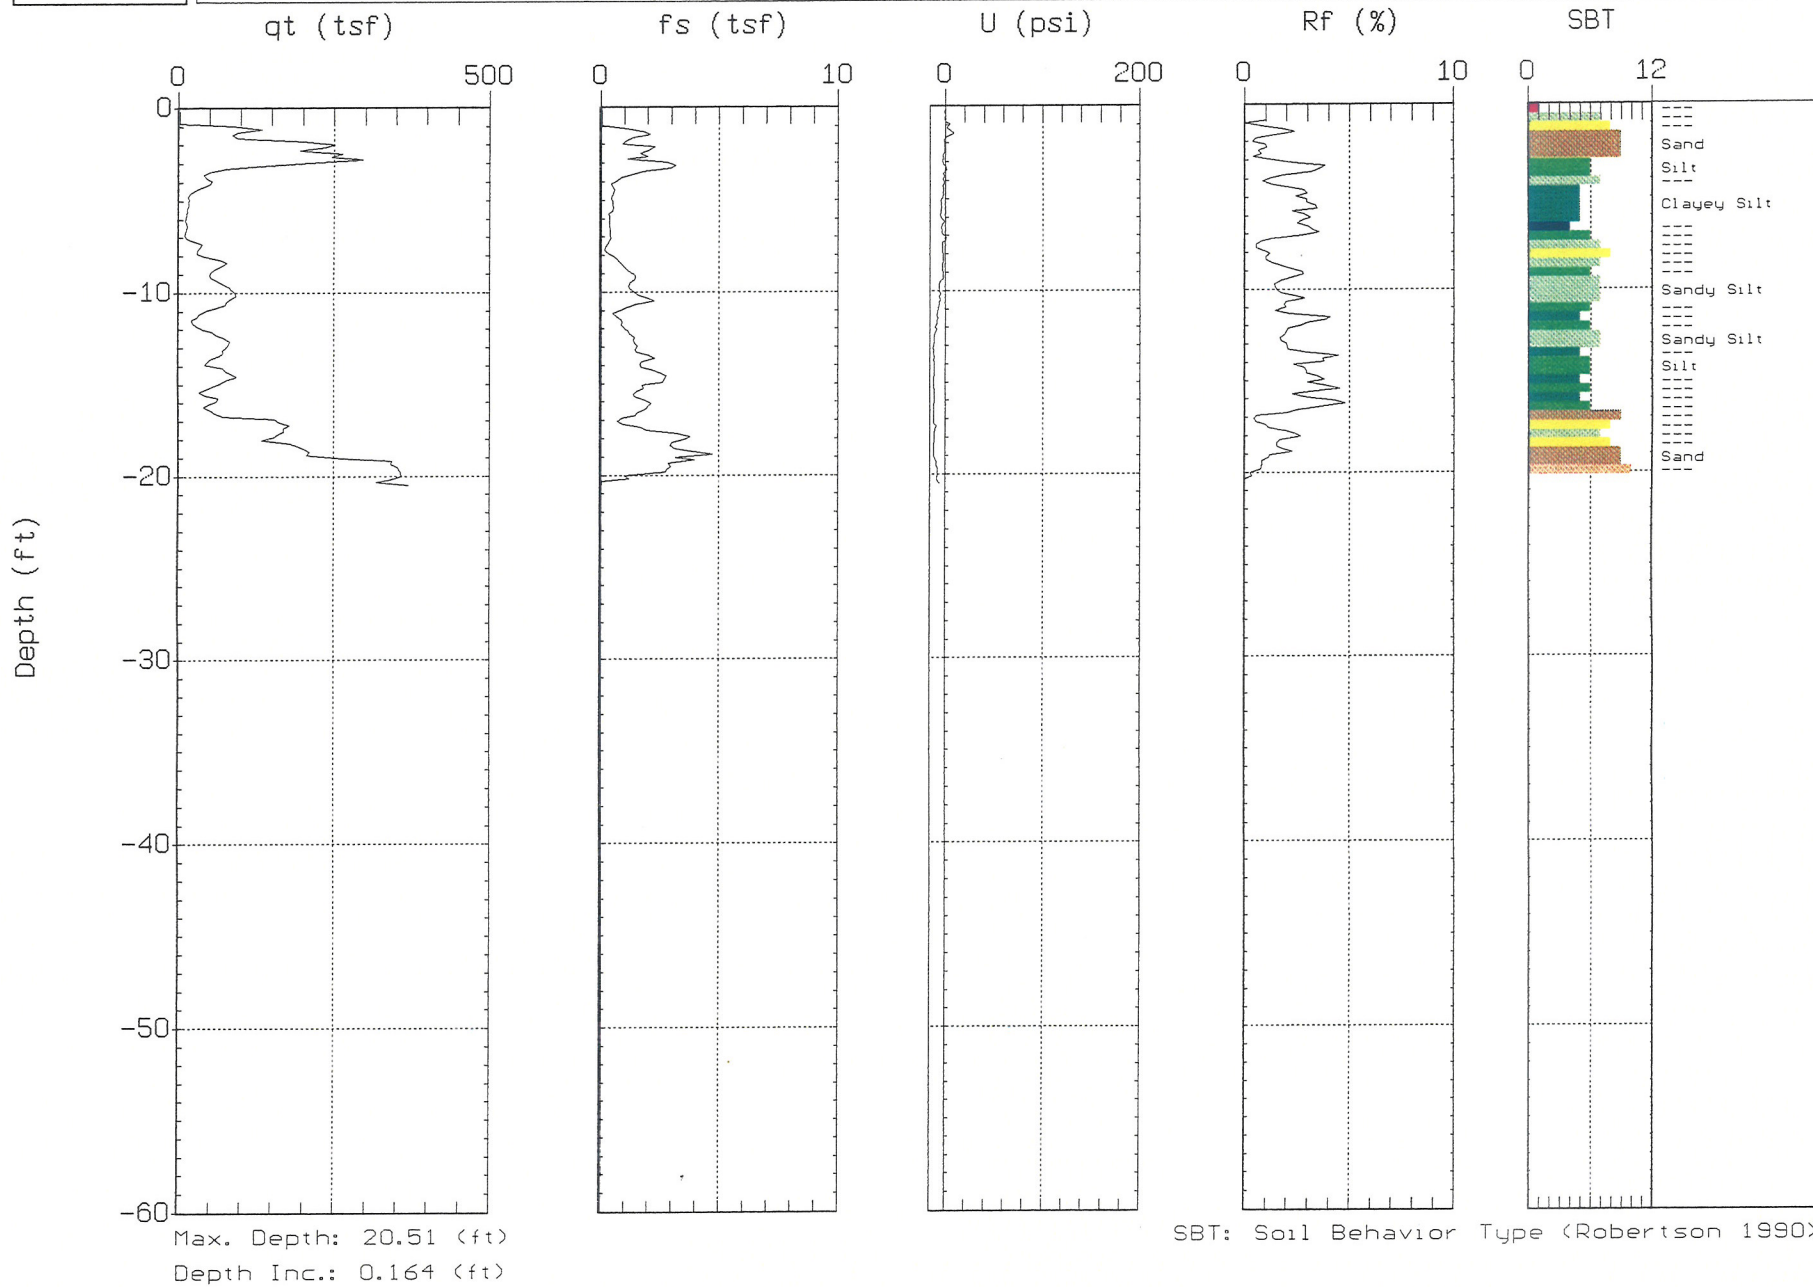 qt (tsf)
fs (tsf)
U (psi)
Rf (%)
SBT
0 500
0 10
0 200
0 10
0 12
0
-10
-20
-30
-40
-50
-60
Depth (ft)
----
----
----
Sand
Silt
----
Clayey Silt
----
----
----
----
----
----
Sandy Silt
----
----
----
Sandy Silt
----
Silt
----
----
----
----
----
----
----
----
Sand
----
Max. Depth: 20.51 (ft)
Depth Inc.: 0.164 (ft)
SBT: Soil Behavior Type (Robertson 1990)